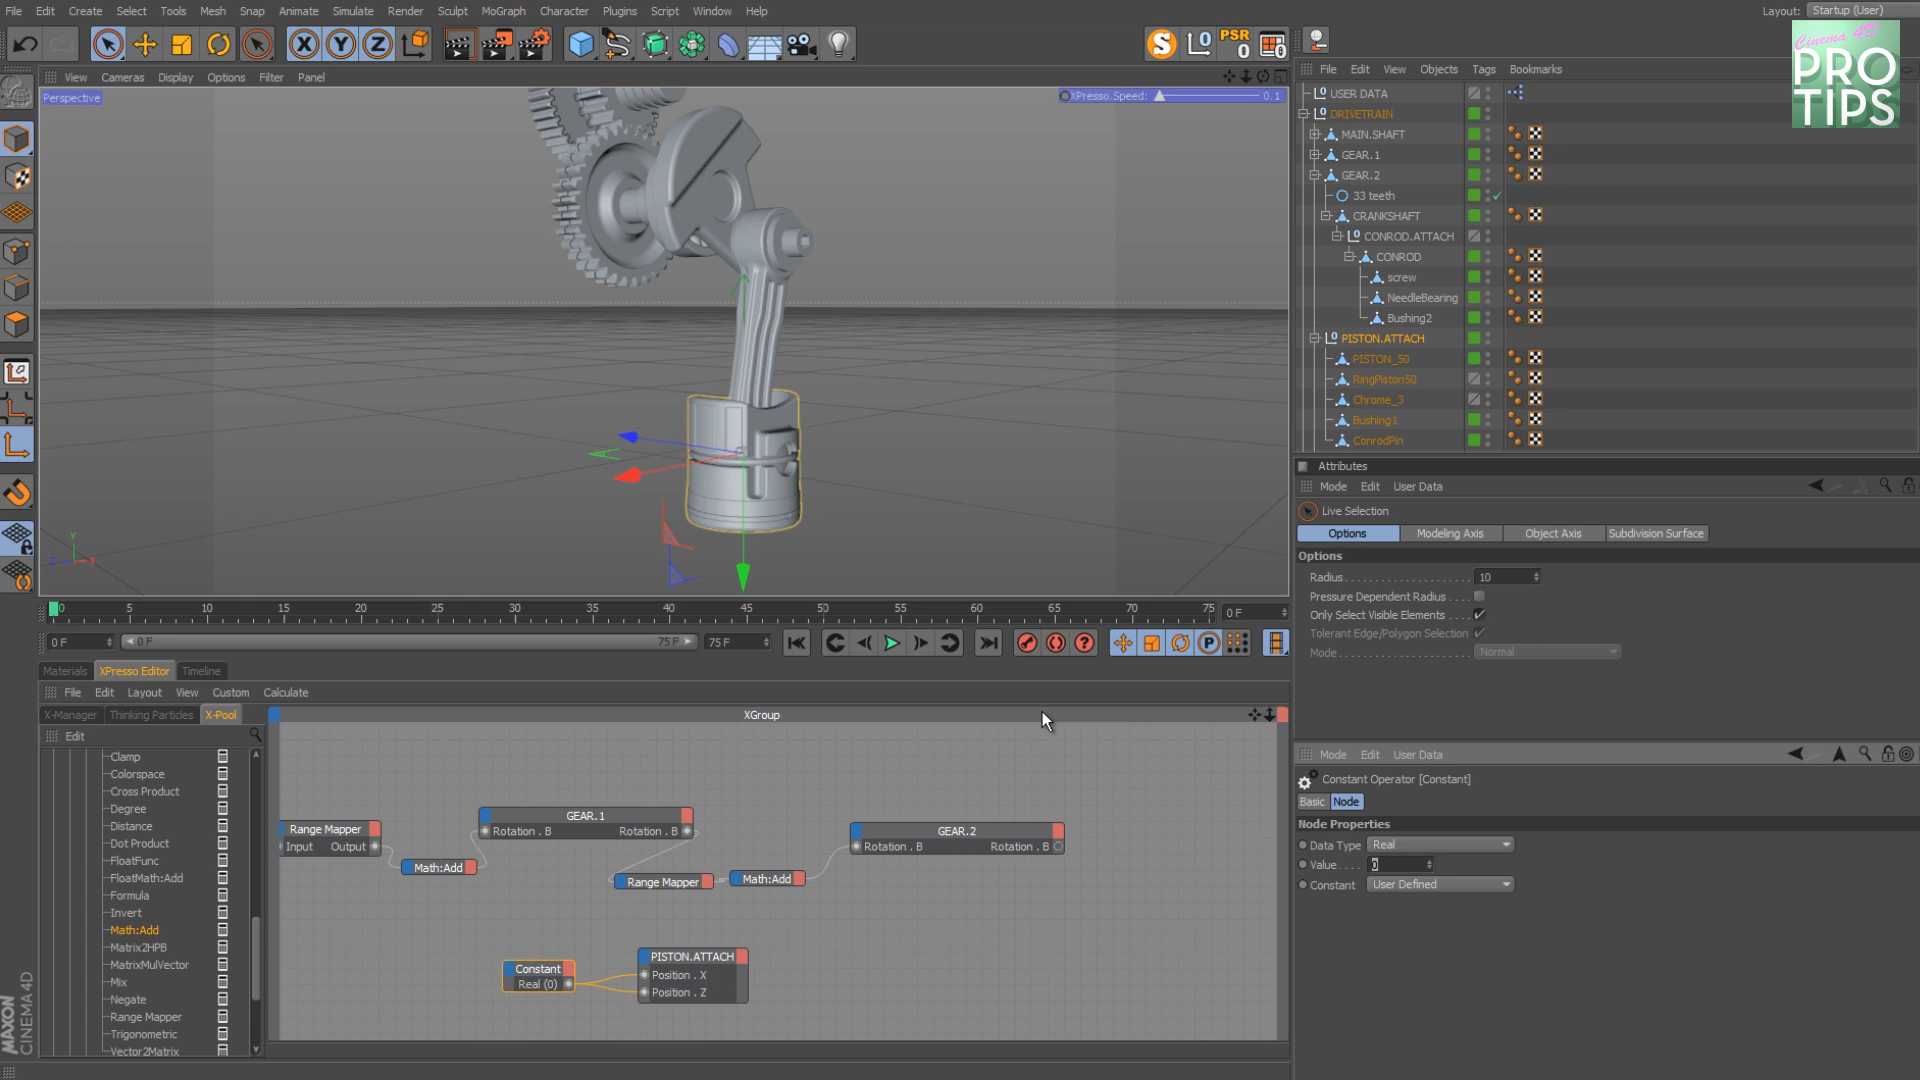 File Edit Create Select Tools Mesh Snap Animate Simulate Render Sculpt MoGraph Character Plugins Script Window Help
Layout: Startup (User)
X Y Z
S 0 PSR 0
Cinema 4D
PRO
TIPS
View Cameras Display Options Filter Panel
Perspective
XPresso.Speed: 0.1
File Edit View Objects Tags Bookmarks
USER DATA
DRIVETRAIN
MAIN.SHAFT
GEAR.1
GEAR.2
33 teeth
CRANKSHAFT
CONROD.ATTACH
CONROD
screw
NeedleBearing
Bushing2
PISTON.ATTACH
PISTON_50
RingPiston50
Chrome_3
Bushing1
ConrodPin
Attributes
Mode Edit User Data
Live Selection
Options Modeling Axis Object Axis Subdivision Surface
Options
Radius 10
Pressure Dependent Radius
Only Select Visible Elements
Tolerant Edge/Polygon Selection
Mode Normal
Y
Z X
0 5 10 15 20 25 30 35 40 45 50 55 60 65 70 75 0 F
0 F 0 F 75 F 75 F
P
Materials XPresso Editor Timeline
File Edit Layout View Custom Calculate
X-Manager Thinking Particles X-Pool
Edit
Clamp
Colorspace
Cross Product
Degree
Distance
Dot Product
FloatFunc
FloatMath:Add
Formula
Invert
Math:Add
Matrix2HPB
MatrixMulVector
Mix
Negate
Range Mapper
Trigonometric
Vector2Matrix
XGroup
Range Mapper
Input Output
Math:Add
GEAR.1
Rotation . B Rotation . B
Range Mapper
Math:Add
GEAR.2
Rotation . B Rotation . B
Constant
Real (0)
PISTON.ATTACH
Position . X
Position . Z
Mode Edit User Data
Constant Operator [Constant]
Basic Node
Node Properties
Data Type Real
Value 0
Constant User Defined
MAXON
CINEMA 4D